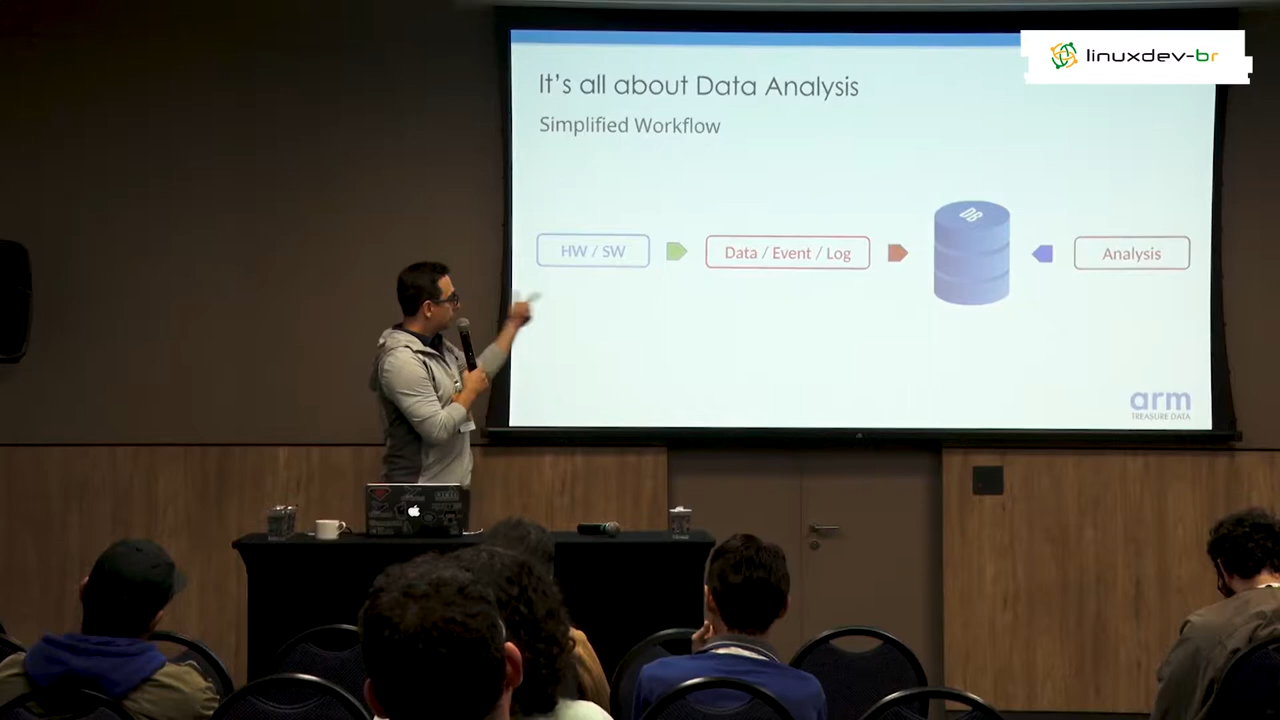 linuxdev-br
It's all about Data Analysis
Simplified Workflow
HW / SW
Data / Event / Log
DB
Analysis
arm
TREASURE DATA